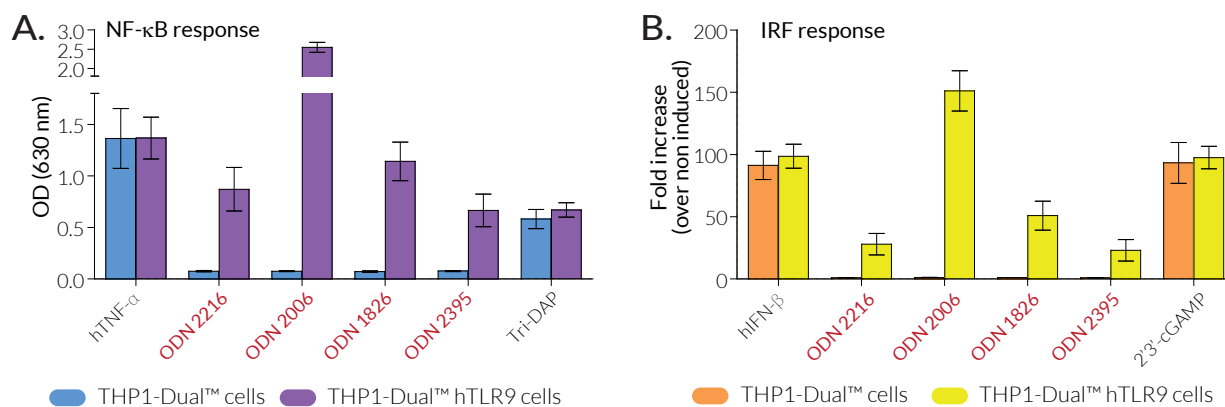 A. NF-κB response
OD (630 nm)
3.0
2.5
2.0
1.5
1.0
0.5
0.0
hTNF-α
ODN 2216
ODN 2006
ODN 1826
ODN 2395
Tri-DAP
THP1-Dual™ cells
THP1-Dual™ hTLR9 cells
B. IRF response
Fold increase
(over non induced)
200
150
100
50
0
hIFN-β
ODN 2216
ODN 2006
ODN 1826
ODN 2395
2'3'-cGAMP
THP1-Dual™ cells
THP1-Dual™ hTLR9 cells